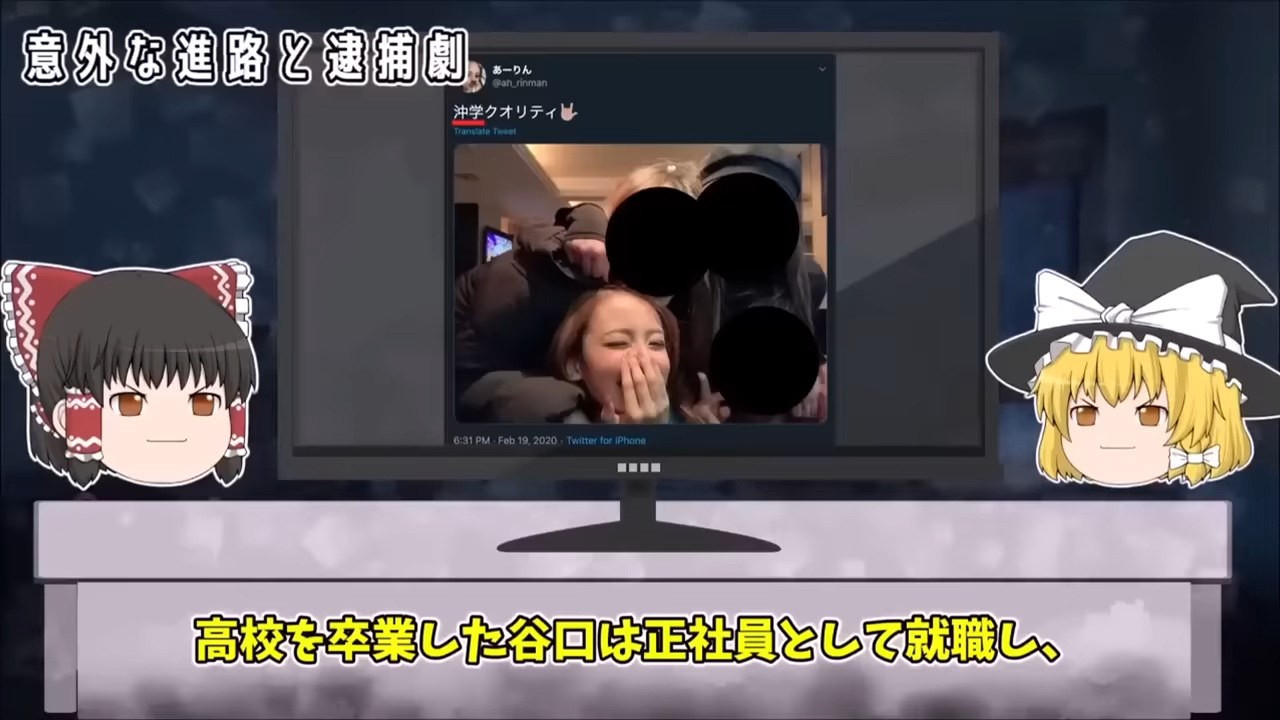 意外な進路と逮捕劇
あーりん
@ah_rinman
沖学クオリティ🤟🏼
Translate Tweet
6:31 PM · Feb 19, 2020 · Twitter for iPhone
高校を卒業した谷口は正社員として就職し、